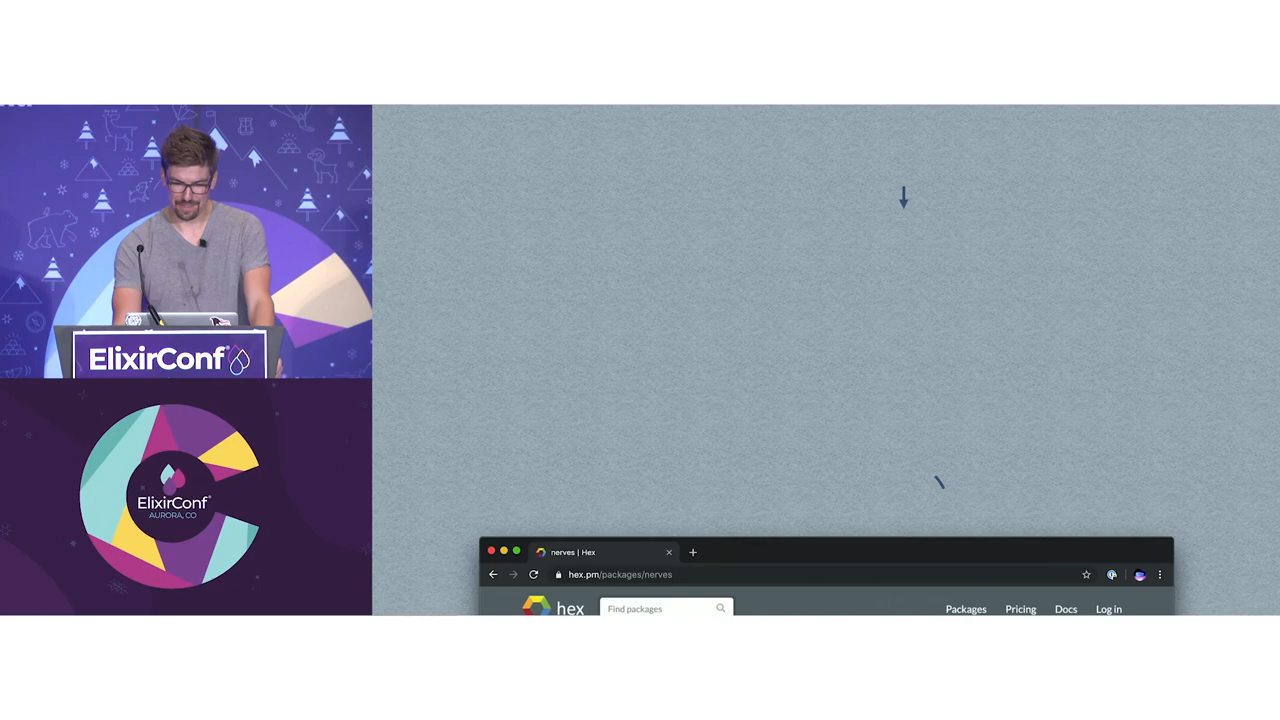 ElixirConf®
ElixirConf®
AURORA, CO
nerves | Hex
hex.pm/packages/nerves
hex
Find packages
Packages
Pricing
Docs
Log in